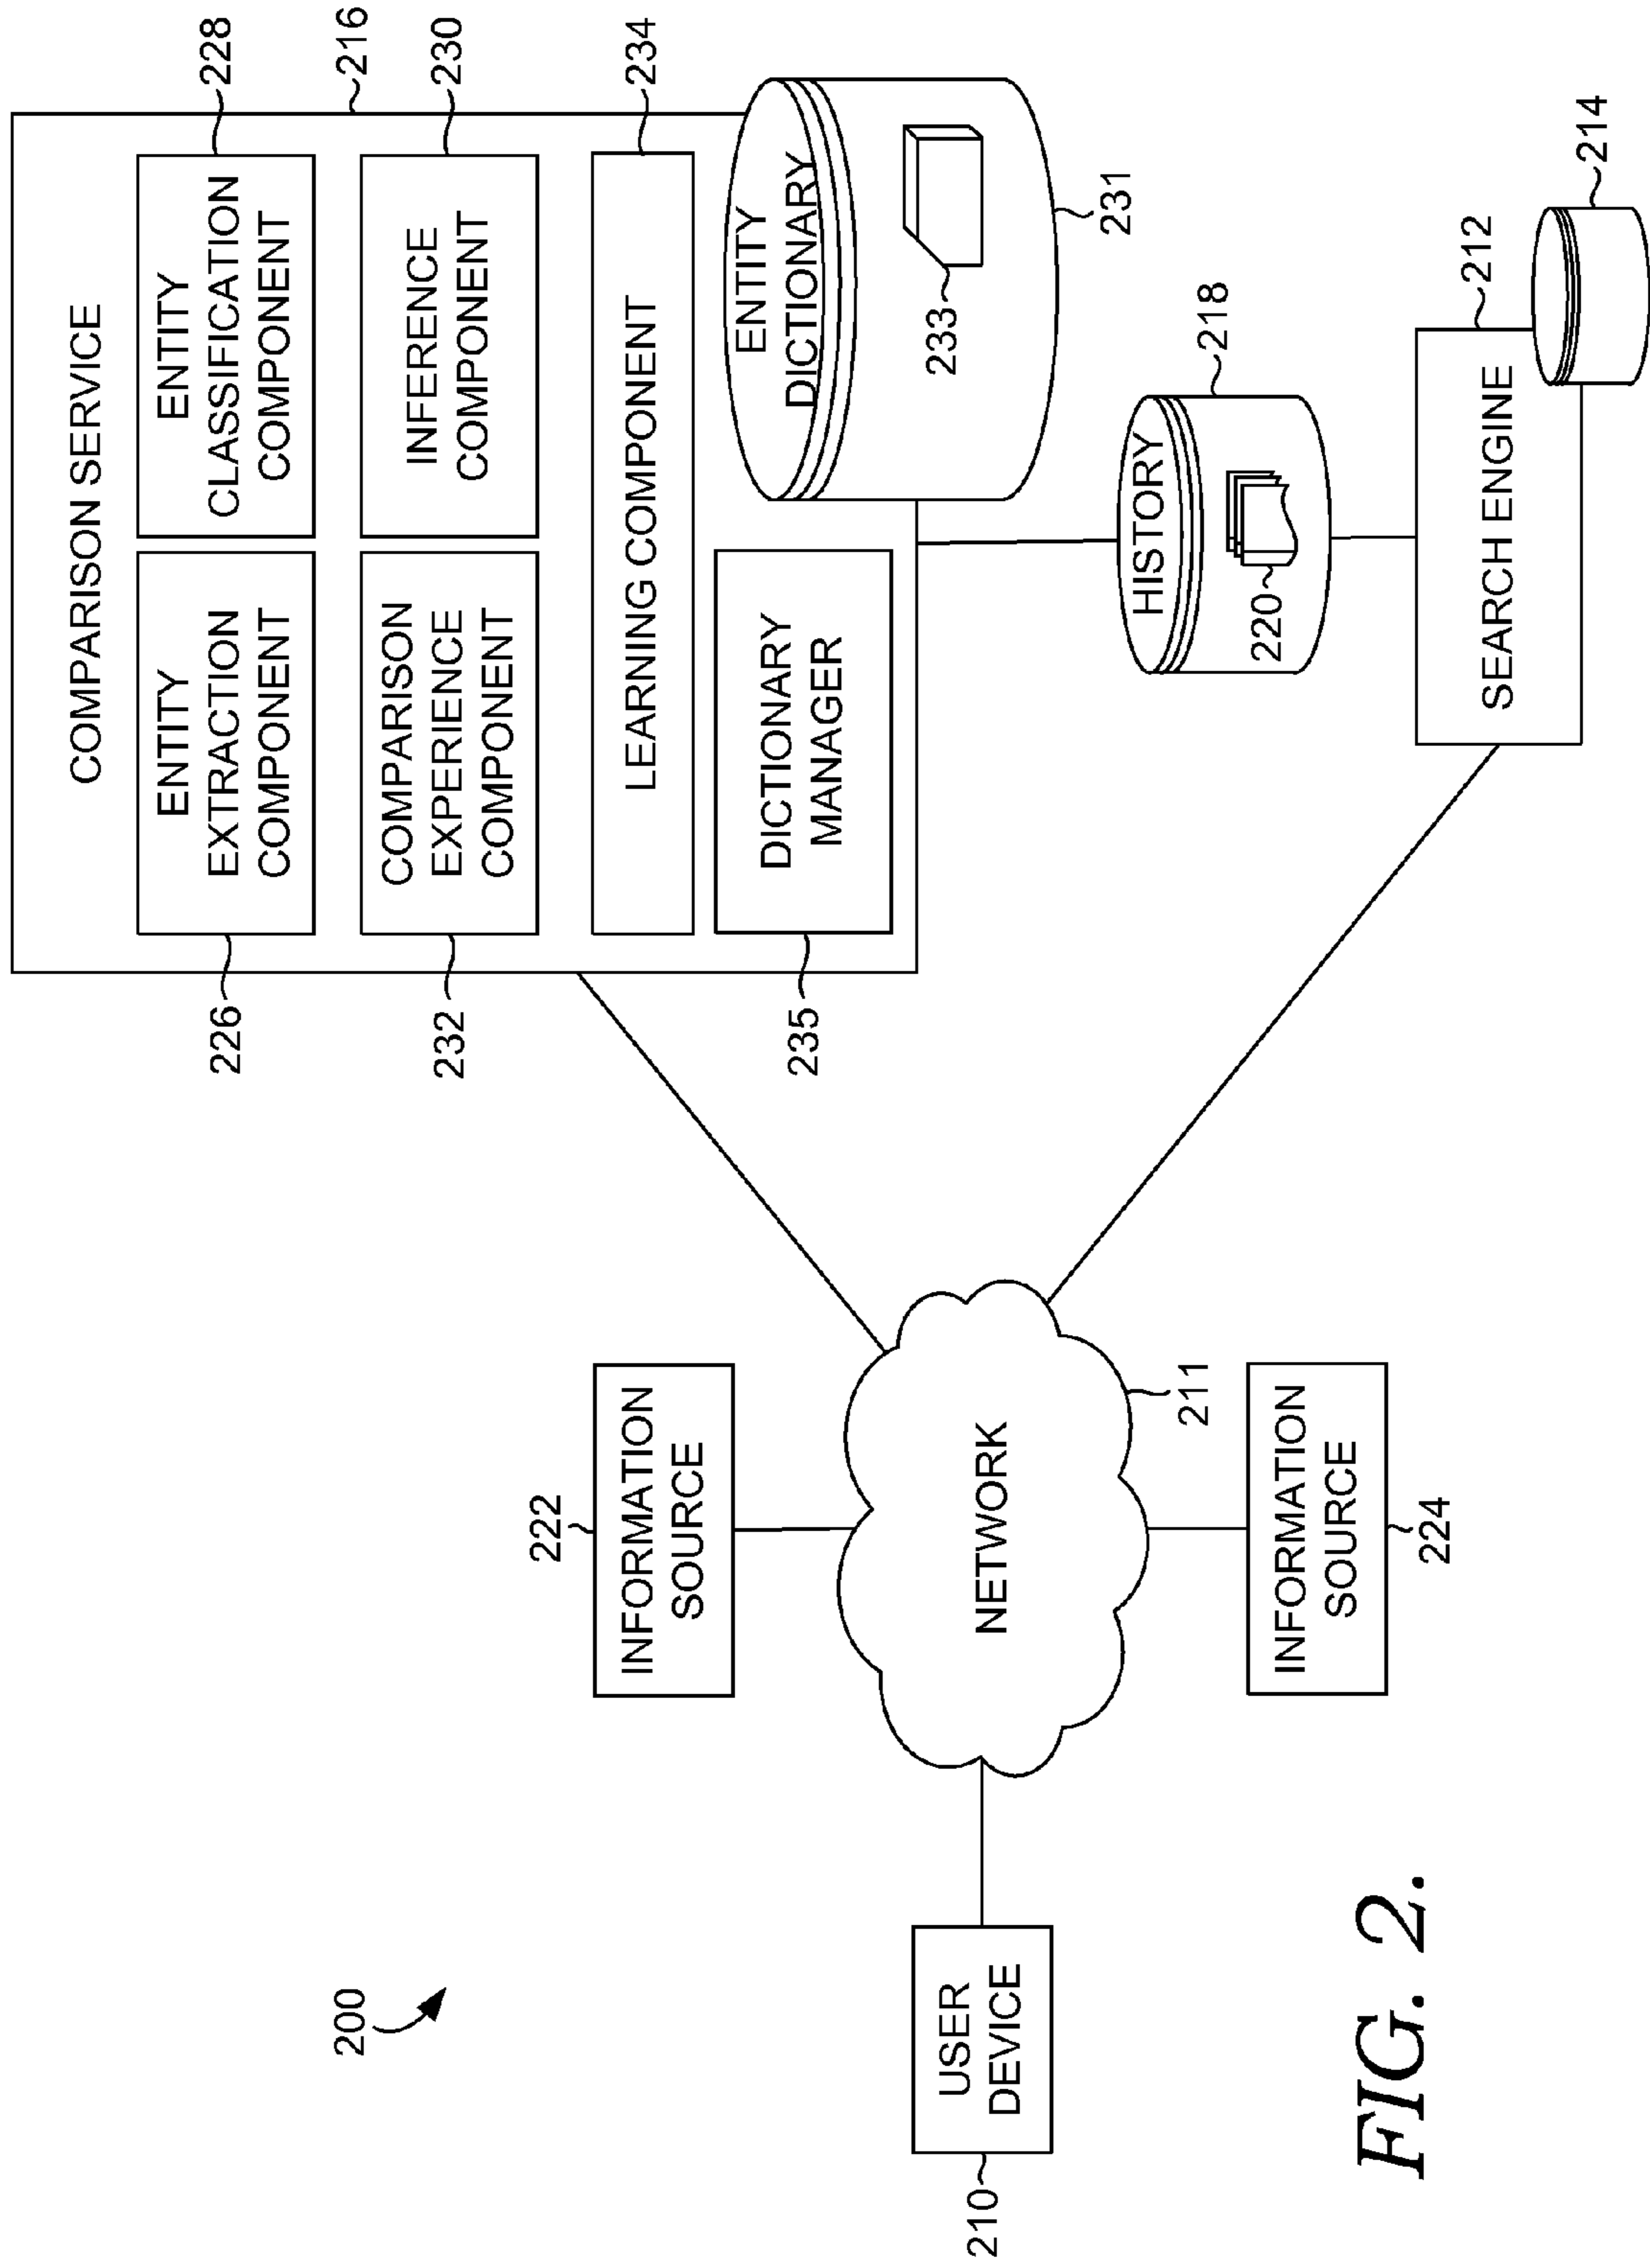 200
COMPARISON SERVICE
216
ENTITY
EXTRACTION
COMPONENT
226
ENTITY
CLASSIFICATION
COMPONENT
228
COMPARISON
EXPERIENCE
COMPONENT
232
INFERENCE
COMPONENT
230
LEARNING COMPONENT
234
DICTIONARY
MANAGER
235
ENTITY
DICTIONARY
233
231
222
INFORMATION
SOURCE
USER
DEVICE
210
NETWORK
211
INFORMATION
SOURCE
224
HISTORY
218
220
SEARCH ENGINE
212
214
FIG. 2.